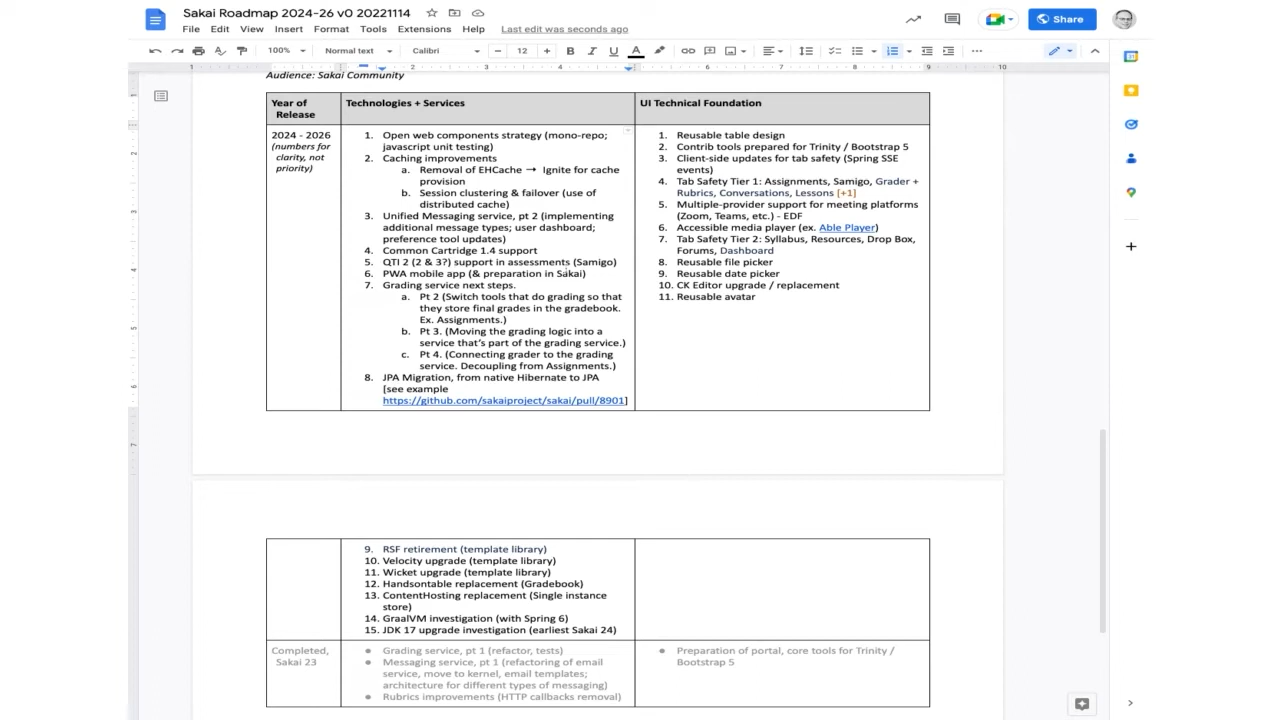 Sakai Roadmap 2024-26 v0 20221114
File Edit View Insert Format Tools Extensions Help Last edit was seconds ago
Share
100% Normal text Calibri 12
1 1 2 3 4 5 6 7 8 9 10
Audience: Sakai Community
Year of Release
Technologies + Services
UI Technical Foundation
2024 - 2026
(numbers for
clarity, not
priority)
1. Open web components strategy (mono-repo;
javascript unit testing)
2. Caching improvements
a. Removal of EHCache → Ignite for cache
provision
b. Session clustering & failover (use of
distributed cache)
3. Unified Messaging service, pt 2 (implementing
additional message types; user dashboard;
preference tool updates)
4. Common Cartridge 1.4 support
5. QTI 2 (2 & 3?) support in assessments (Samigo)
6. PWA mobile app (& preparation in Sakai)
7. Grading service next steps.
a. Pt 2 (Switch tools that do grading so that
they store final grades in the gradebook.
Ex. Assignments.)
b. Pt 3. (Moving the grading logic into a
service that's part of the grading service.)
c. Pt 4. (Connecting grader to the grading
service. Decoupling from Assignments.)
8. JPA Migration, from native Hibernate to JPA
[see example
https://github.com/sakaiproject/sakai/pull/8901]
1. Reusable table design
2. Contrib tools prepared for Trinity / Bootstrap 5
3. Client-side updates for tab safety (Spring SSE
events)
4. Tab Safety Tier 1: Assignments, Samigo, Grader +
Rubrics, Conversations, Lessons [+1]
5. Multiple-provider support for meeting platforms
(Zoom, Teams, etc.) - EDF
6. Accessible media player (ex. Able Player)
7. Tab Safety Tier 2: Syllabus, Resources, Drop Box,
Forums, Dashboard
8. Reusable file picker
9. Reusable date picker
10. CK Editor upgrade / replacement
11. Reusable avatar
9. RSF retirement (template library)
10. Velocity upgrade (template library)
11. Wicket upgrade (template library)
12. Handsontable replacement (Gradebook)
13. ContentHosting replacement (Single instance
store)
14. GraalVM investigation (with Spring 6)
15. JDK 17 upgrade investigation (earliest Sakai 24)
Completed,
Sakai 23
● Grading service, pt 1 (refactor, tests)
● Messaging service, pt 1 (refactoring of email
service, move to kernel, email templates;
architecture for different types of messaging)
● Rubrics improvements (HTTP callbacks removal)
● Preparation of portal, core tools for Trinity /
Bootstrap 5